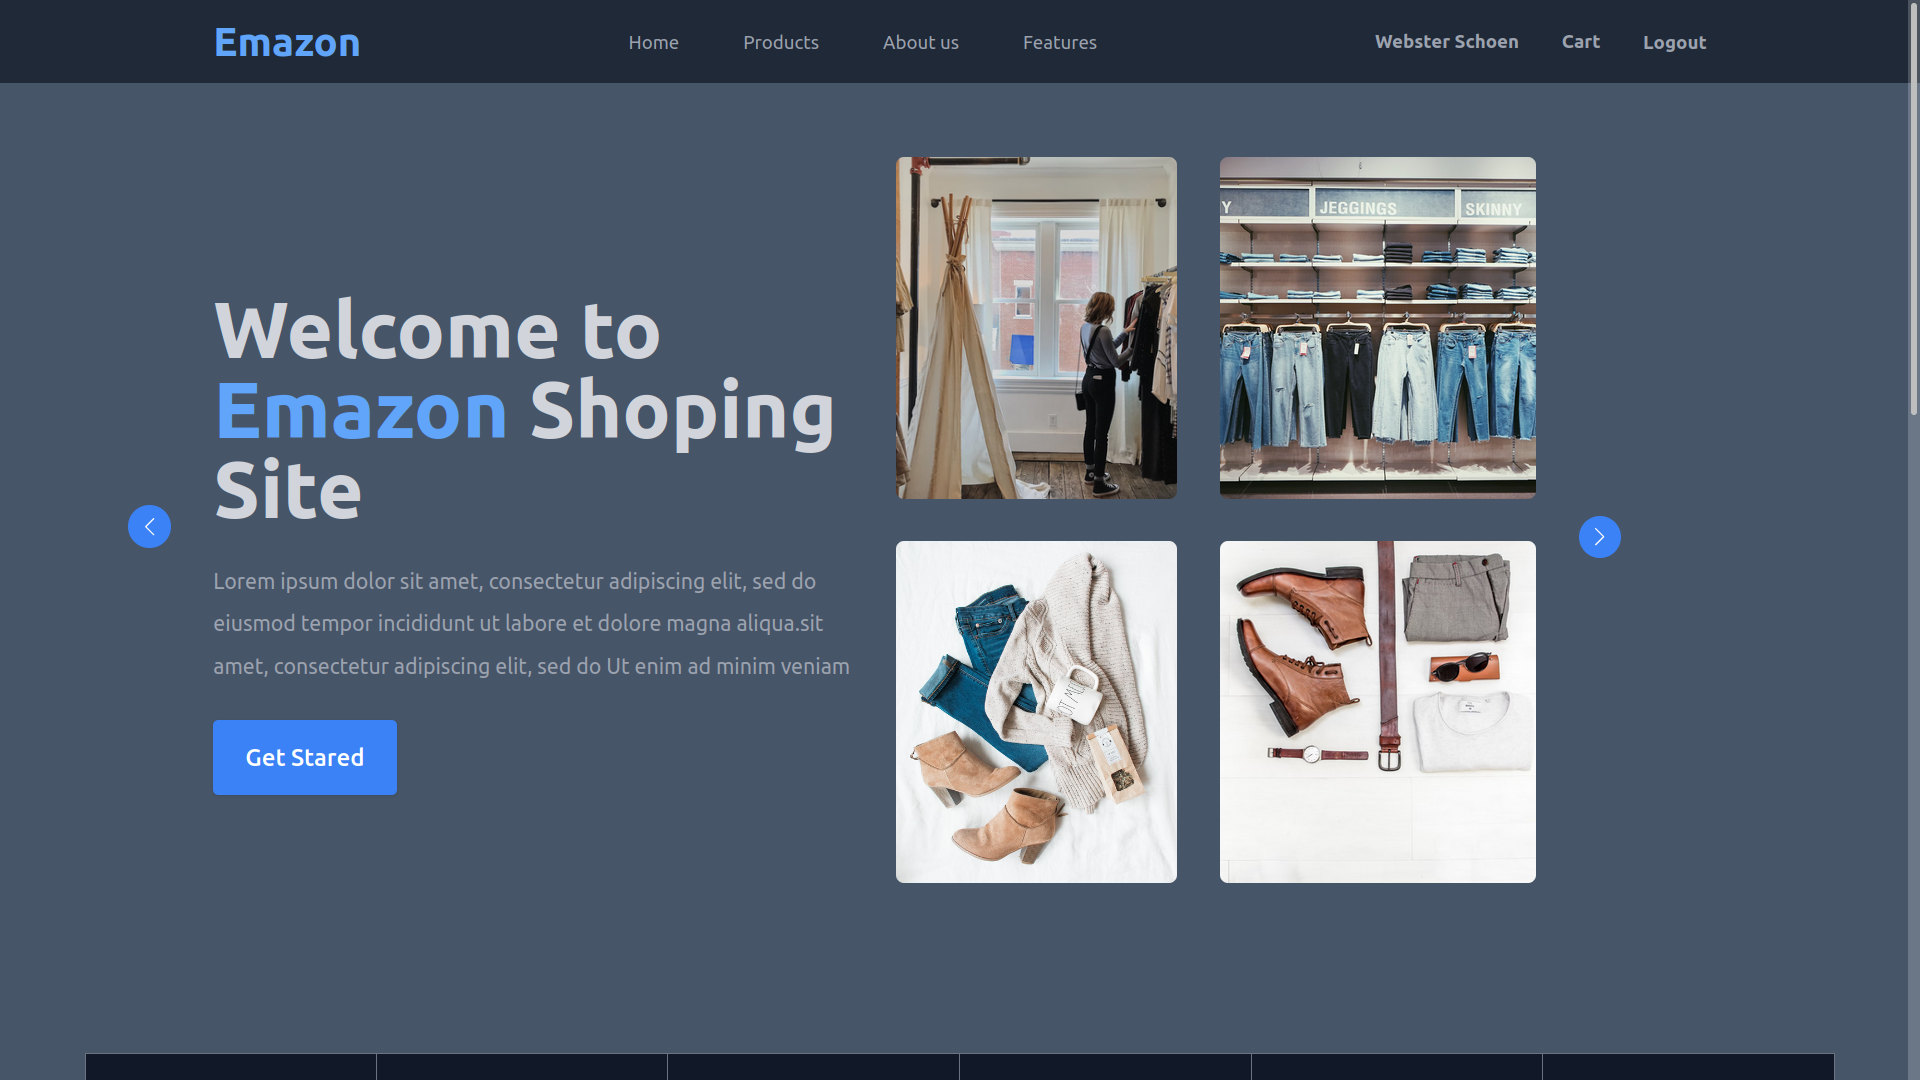 Emazon
Home Products About us Features
Webster Schoen Cart Logout
Welcome to
Emazon Shoping
Site
Lorem ipsum dolor sit amet, consectetur adipiscing elit, sed do
eiusmod tempor incididunt ut labore et dolore magna aliqua.sit
amet, consectetur adipiscing elit, sed do Ut enim ad minim veniam
Get Stared
Y JEGGINGS SKINNY